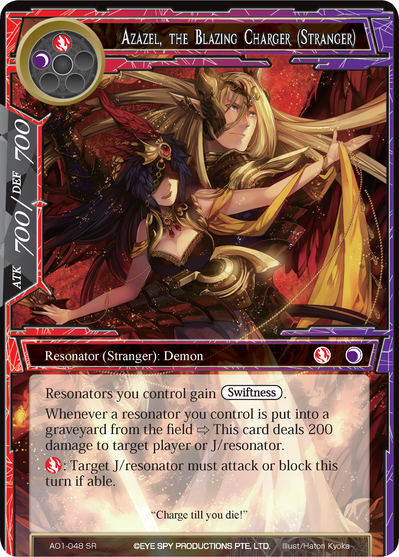 Azazel, the Blazing Charger (Stranger)
ATK 700/DEF 700
Resonator (Stranger): Demon
Resonators you control gain Swiftness.
Whenever a resonator you control is put into a
graveyard from the field ⇨ This card deals 200
damage to target player or J/resonator.
: Target J/resonator must attack or block this
turn if able.
“Charge till you die!”
A01-048 SR ©EYE SPY PRODUCTIONS PTE. LTD. Illust/Hatori Kyoka